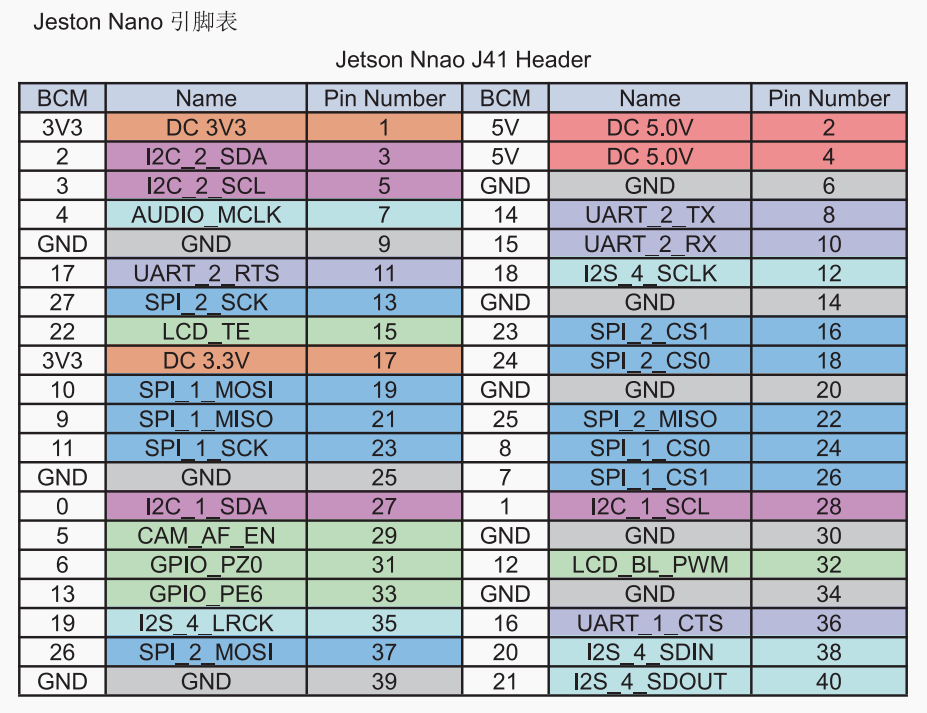 Jeston Nano 引脚表
Jetson Nnao J41 Header
BCM Name Pin Number BCM Name Pin Number
3V3 DC 3V3 1 5V DC 5.0V 2
2 I2C_2_SDA 3 5V DC 5.0V 4
3 I2C_2_SCL 5 GND GND 6
4 AUDIO_MCLK 7 14 UART_2_TX 8
GND GND 9 15 UART_2_RX 10
17 UART_2_RTS 11 18 I2S_4_SCLK 12
27 SPI_2_SCK 13 GND GND 14
22 LCD_TE 15 23 SPI_2_CS1 16
3V3 DC 3.3V 17 24 SPI_2_CS0 18
10 SPI_1_MOSI 19 GND GND 20
9 SPI_1_MISO 21 25 SPI_2_MISO 22
11 SPI_1_SCK 23 8 SPI_1_CS0 24
GND GND 25 7 SPI_1_CS1 26
0 I2C_1_SDA 27 1 I2C_1_SCL 28
5 CAM_AF_EN 29 GND GND 30
6 GPIO_PZ0 31 12 LCD_BL_PWM 32
13 GPIO_PE6 33 GND GND 34
19 I2S_4_LRCK 35 16 UART_1_CTS 36
26 SPI_2_MOSI 37 20 I2S_4_SDIN 38
GND GND 39 21 I2S_4_SDOUT 40